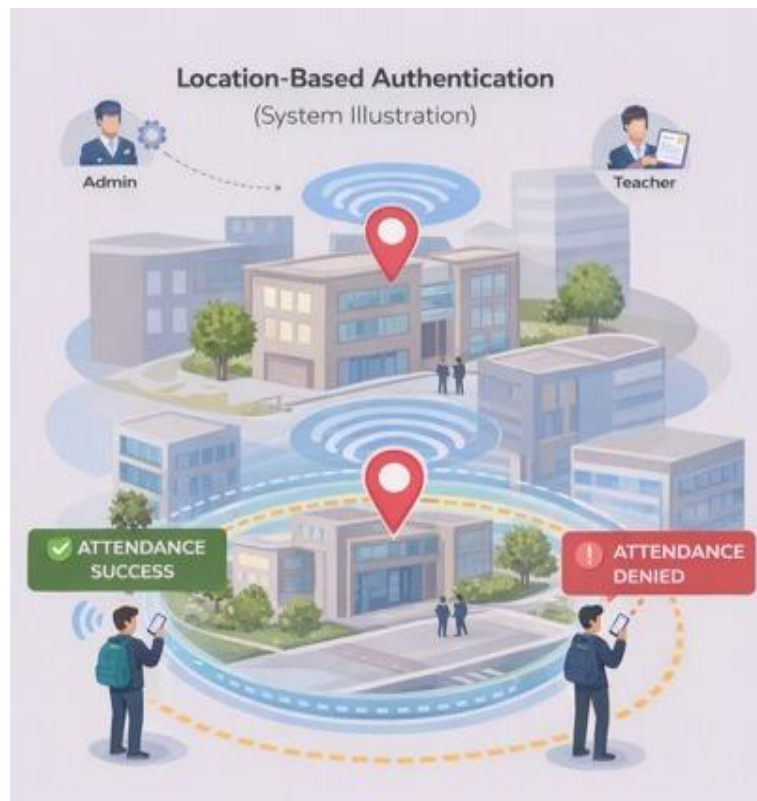 Location-Based Authentication
(System Illustration)
Admin
Teacher
ATTENDANCE
SUCCESS
ATTENDANCE
DENIED